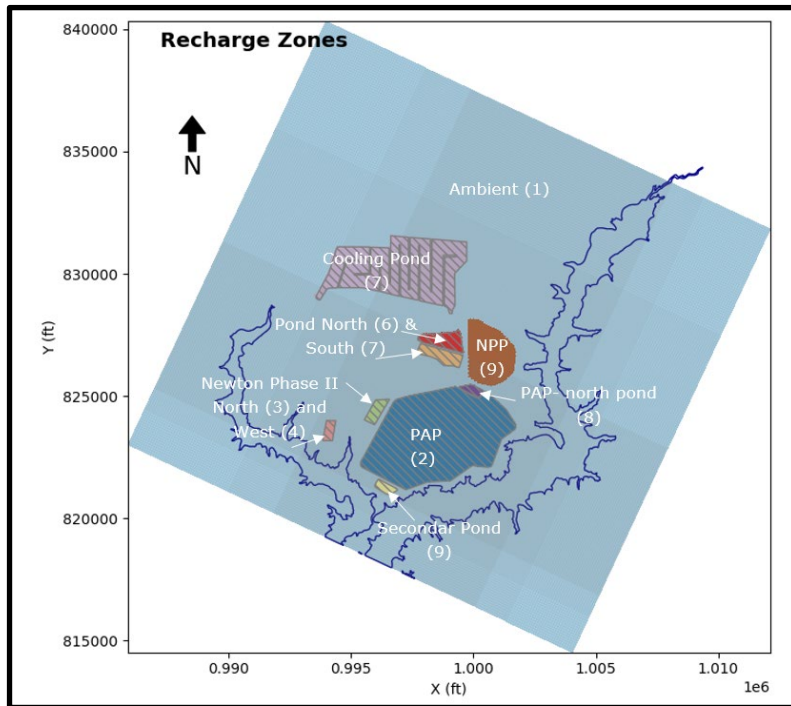 Recharge Zones
N
Ambient (1)
Cooling Pond
(7)
Pond North (6) &
South (7)
NPP
(9)
Newton Phase II
North (3) and
West (4)
PAP- north pond
(8)
PAP
(2)
Secondar Pond
(9)
840000
835000
830000
825000
820000
815000
Y (ft)
0.990
0.995
1.000
1.005
1.010
1e6
X (ft)